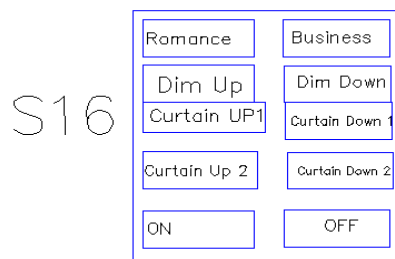 Romance Business
Dim Up Dim Down
S16
Curtain UP1 Curtain Down 1
Curtain Up 2 Curtain Down 2
ON OFF